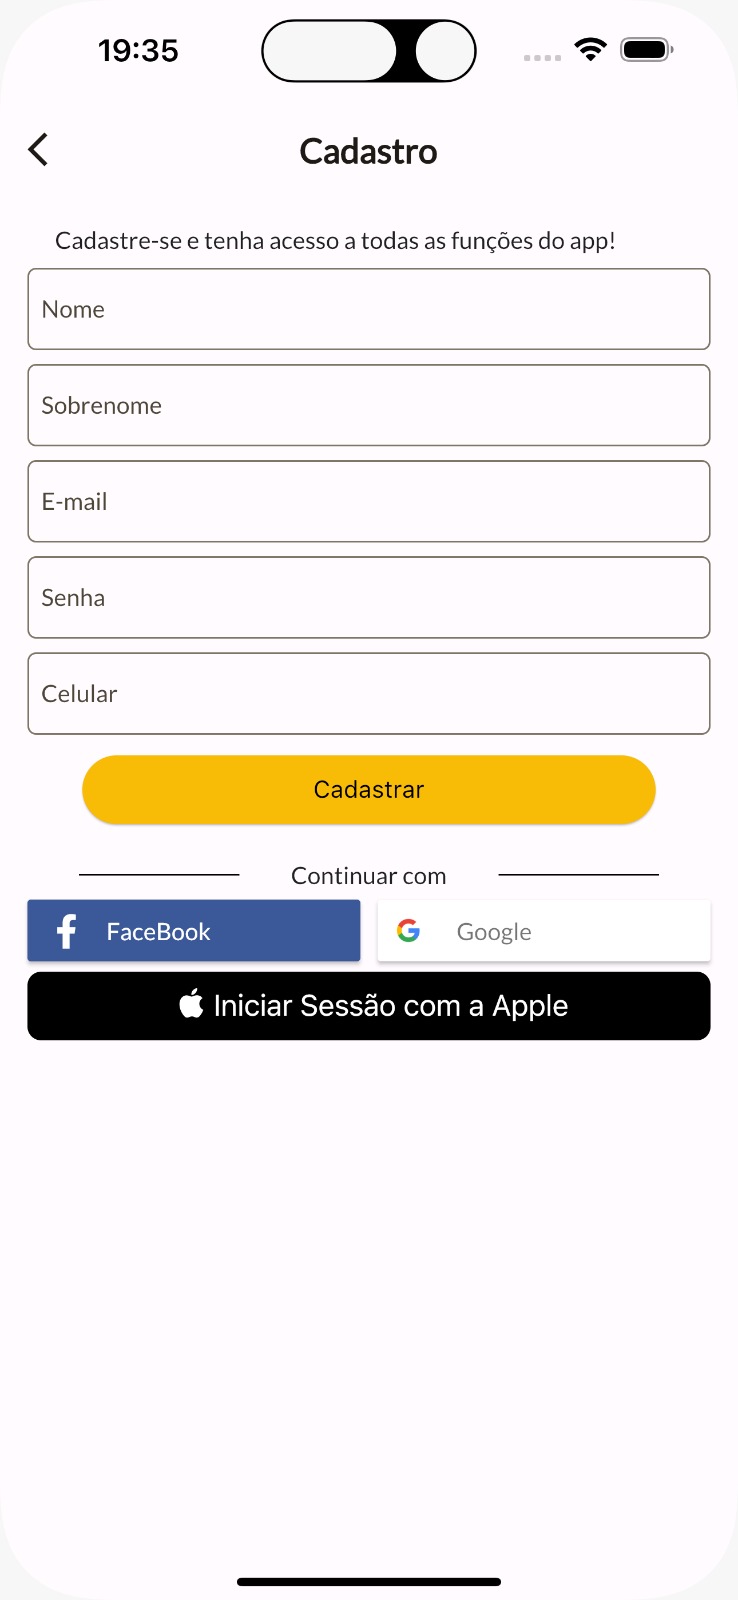 19:35
Cadastro
Cadastre-se e tenha acesso a todas as funções do app!
Nome
Sobrenome
E-mail
Senha
Celular
Cadastrar
Continuar com
FaceBook
Google
Iniciar Sessão com a Apple